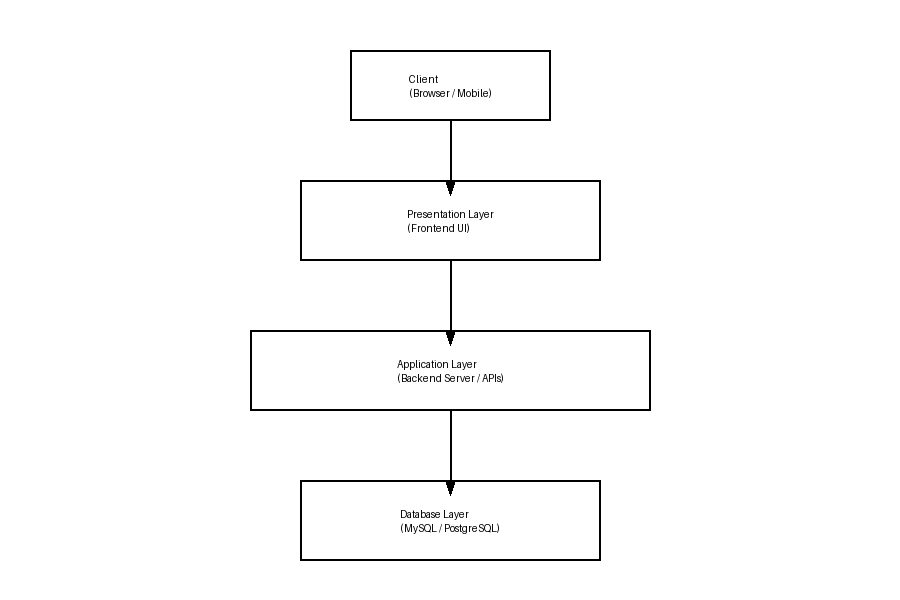 Client
(Browser / Mobile)
Presentation Layer
(Frontend UI)
Application Layer
(Backend Server / APIs)
Database Layer
(MySQL / PostgreSQL)